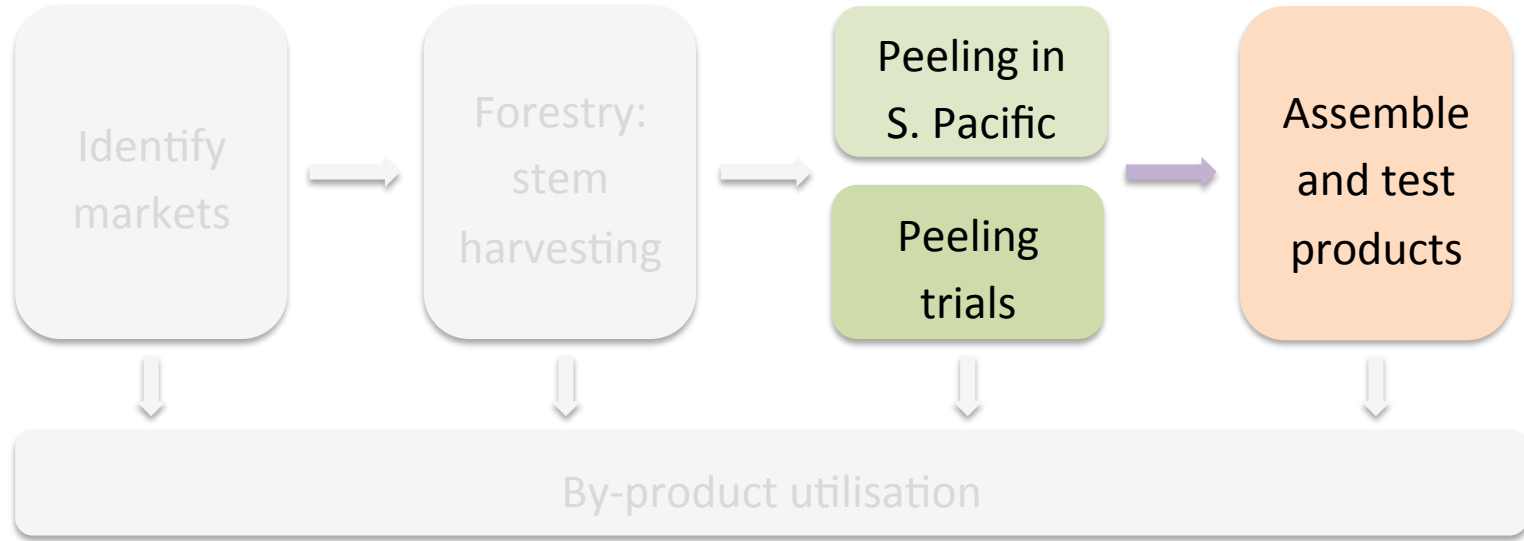 Identify
markets
Forestry:
stem
harvesting
Peeling in
S. Pacific
Peeling
trials
Assemble
and test
products
By-product utilisation